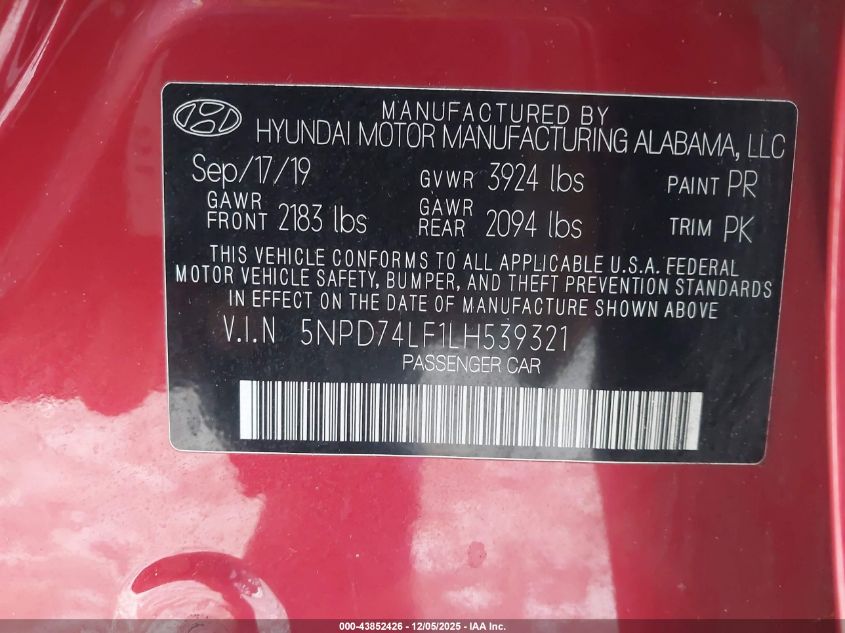 MANUFACTURED BY
HYUNDAI MOTOR MANUFACTURING ALABAMA, LLC
Sep/17/19 GVWR 3924 lbs PAINT PR
GAWR FRONT 2183 lbs GAWR REAR 2094 lbs TRIM PK
THIS VEHICLE CONFORMS TO ALL APPLICABLE U.S.A. FEDERAL
MOTOR VEHICLE SAFETY, BUMPER, AND THEFT PREVENTION STANDARDS
IN EFFECT ON THE DATE OF MANUFACTURE SHOWN ABOVE
V.I.N 5NPD74LF1LH539321
PASSENGER CAR
000-43852426 - 12/05/2025 - IAA Inc.